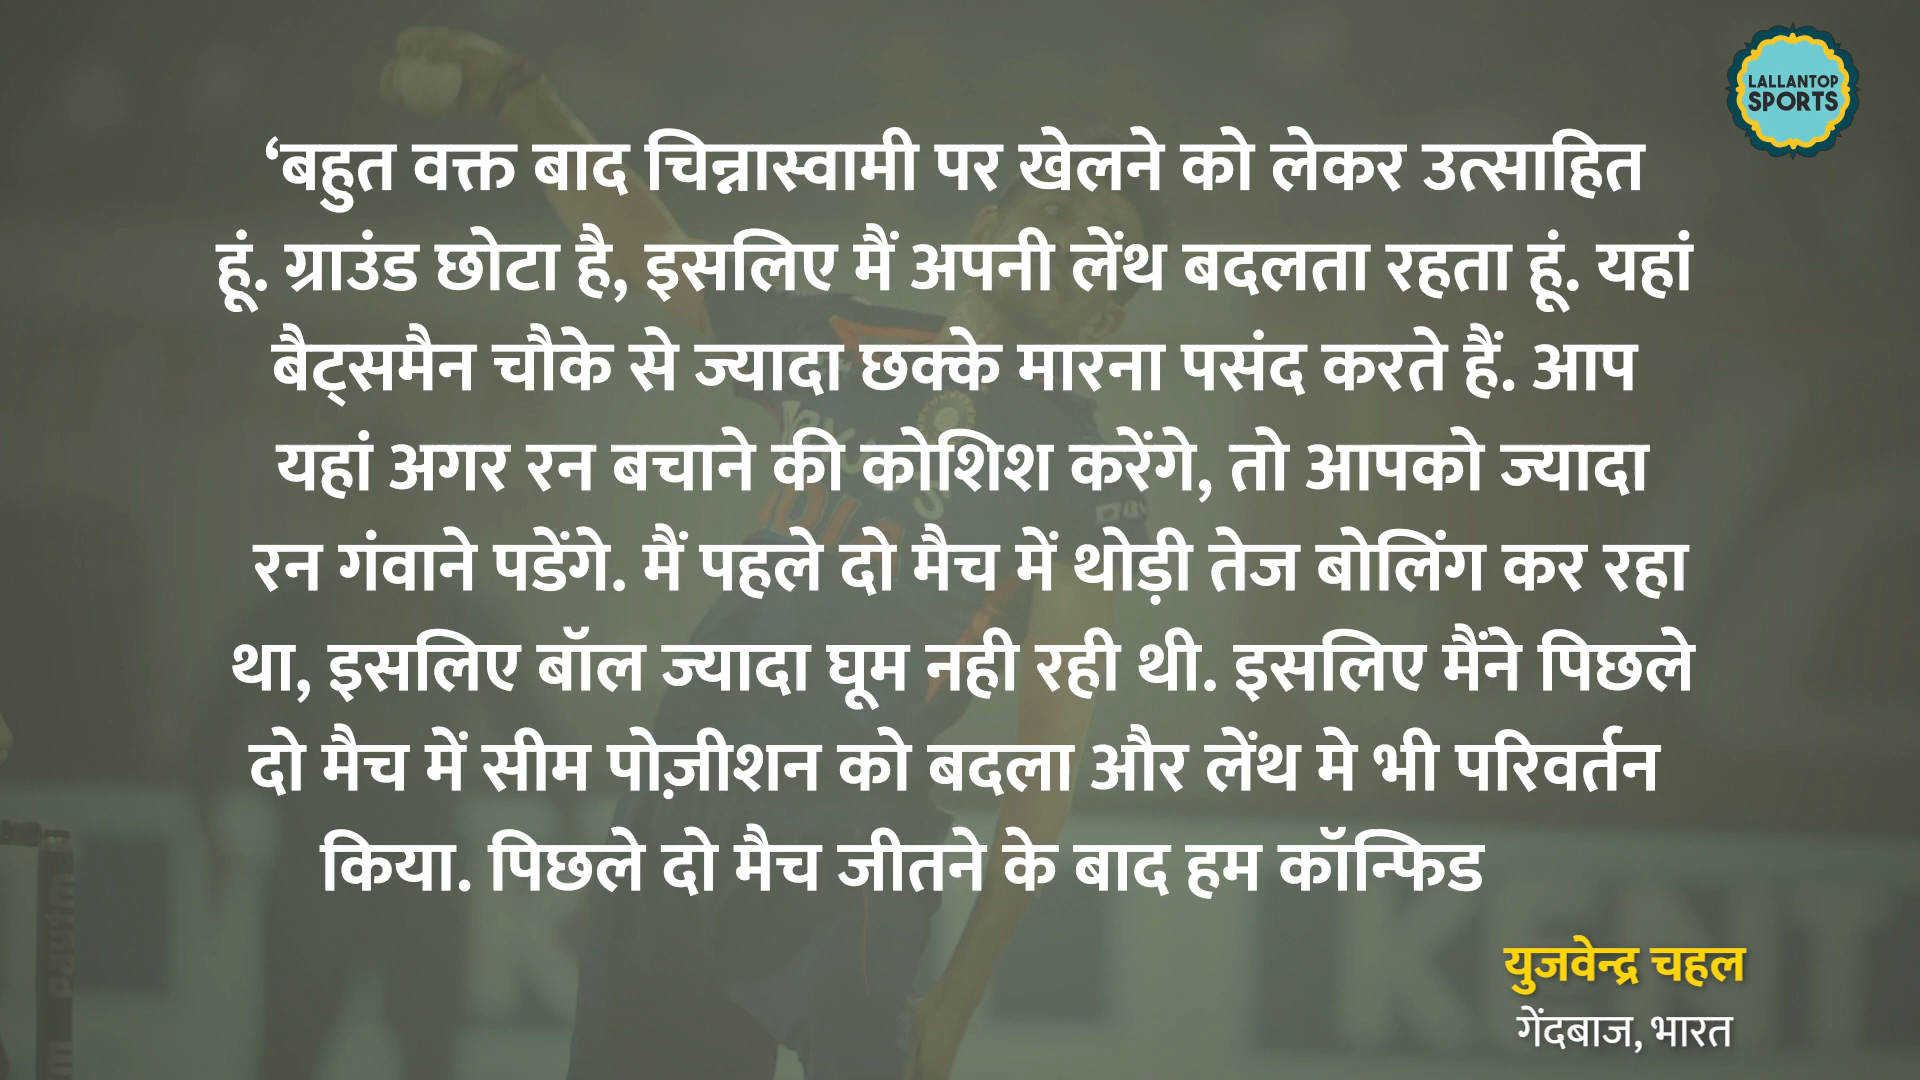 LALLANTOP
SPORTS
‘बहुत वक्त बाद चिन्नास्वामी पर खेलने को लेकर उत्साहित
हूं. ग्राउंड छोटा है, इसलिए मैं अपनी लेंथ बदलता रहता हूं. यहां
बैट्समैन चौके से ज्यादा छक्के मारना पसंद करते हैं. आप
यहां अगर रन बचाने की कोशिश करेंगे, तो आपको ज्यादा
रन गंवाने पडेंगे. मैं पहले दो मैच में थोड़ी तेज बोलिंग कर रहा
था, इसलिए बॉल ज्यादा घूम नही रही थी. इसलिए मैंने पिछले
दो मैच में सीम पोज़ीशन को बदला और लेंथ मे भी परिवर्तन
किया. पिछले दो मैच जीतने के बाद हम कॉन्फिड
युजवेन्द्र चहल
गेंदबाज, भारत
paytm
KENT